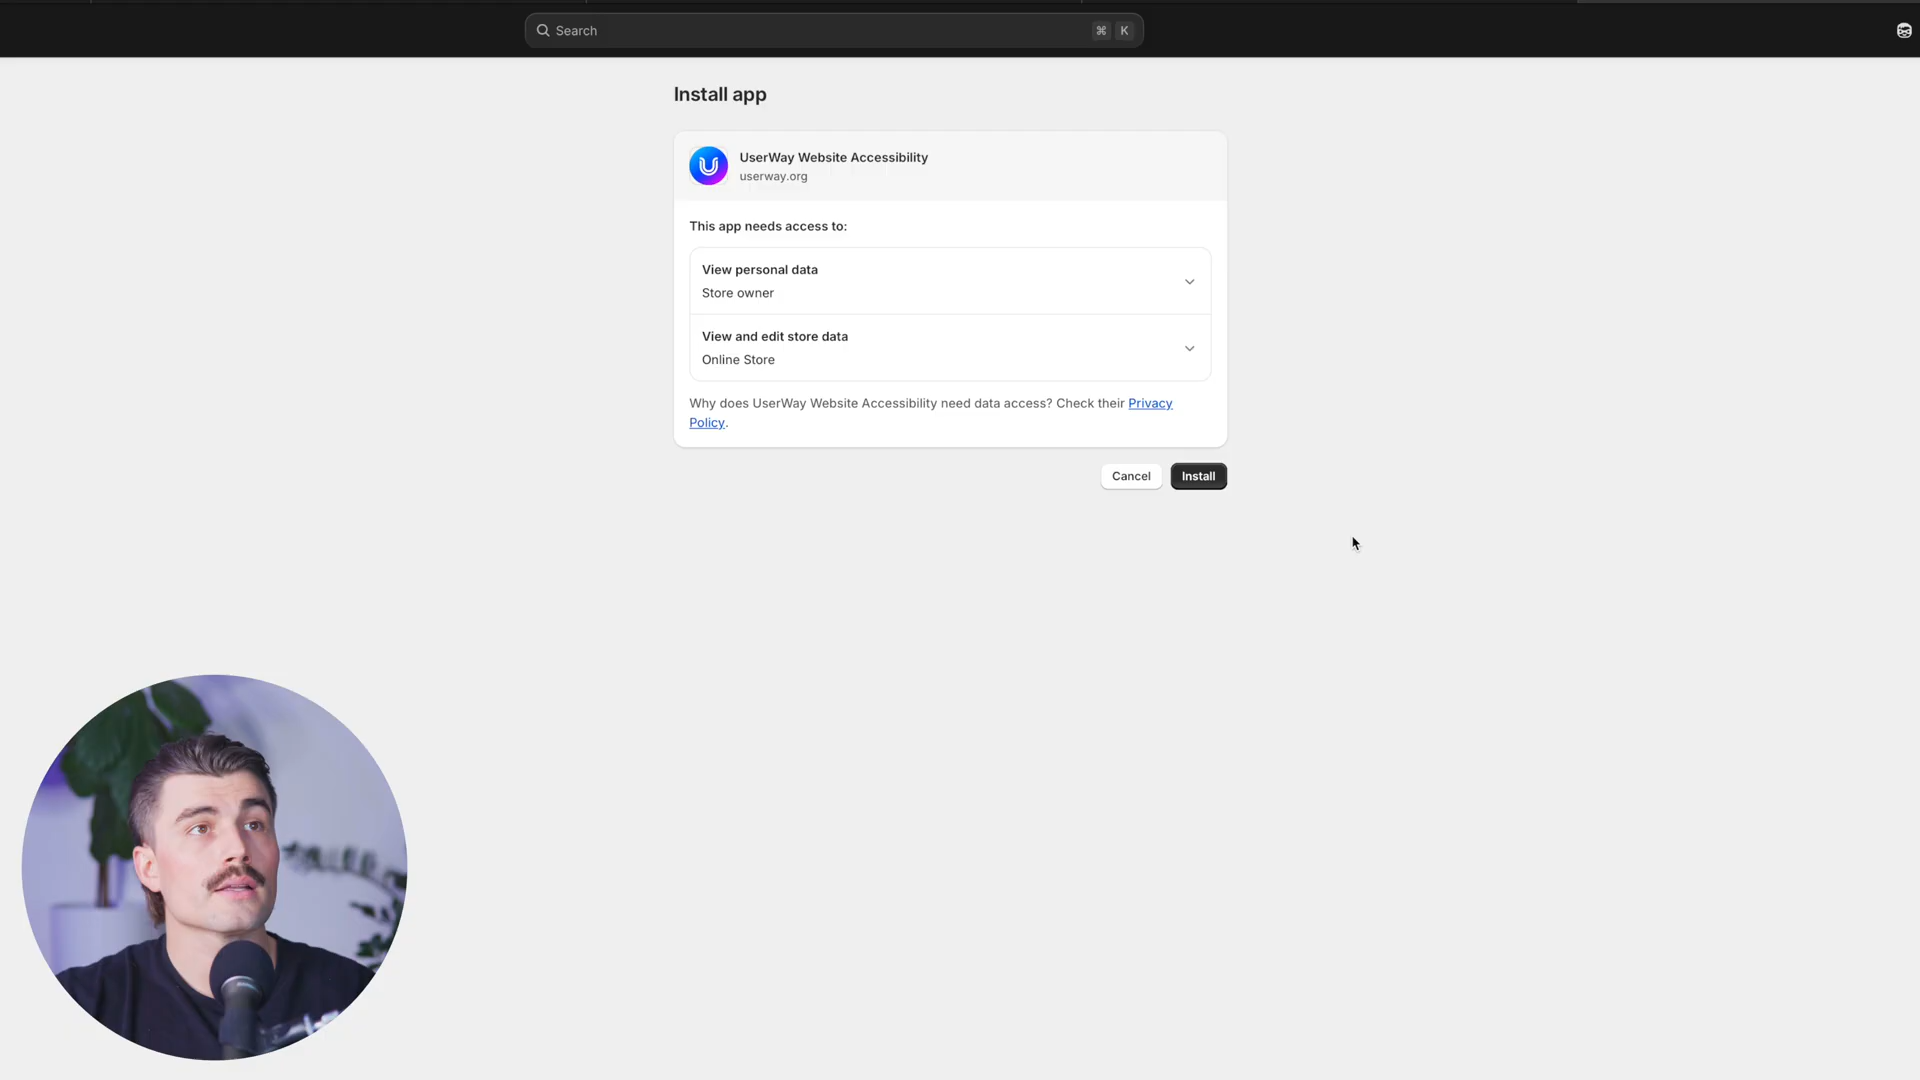 Search
⌘ K
Install app
UserWay Website Accessibility
userway.org
This app needs access to:
View personal data
Store owner
View and edit store data
Online Store
Why does UserWay Website Accessibility need data access? Check their Privacy
Policy.
Cancel
Install